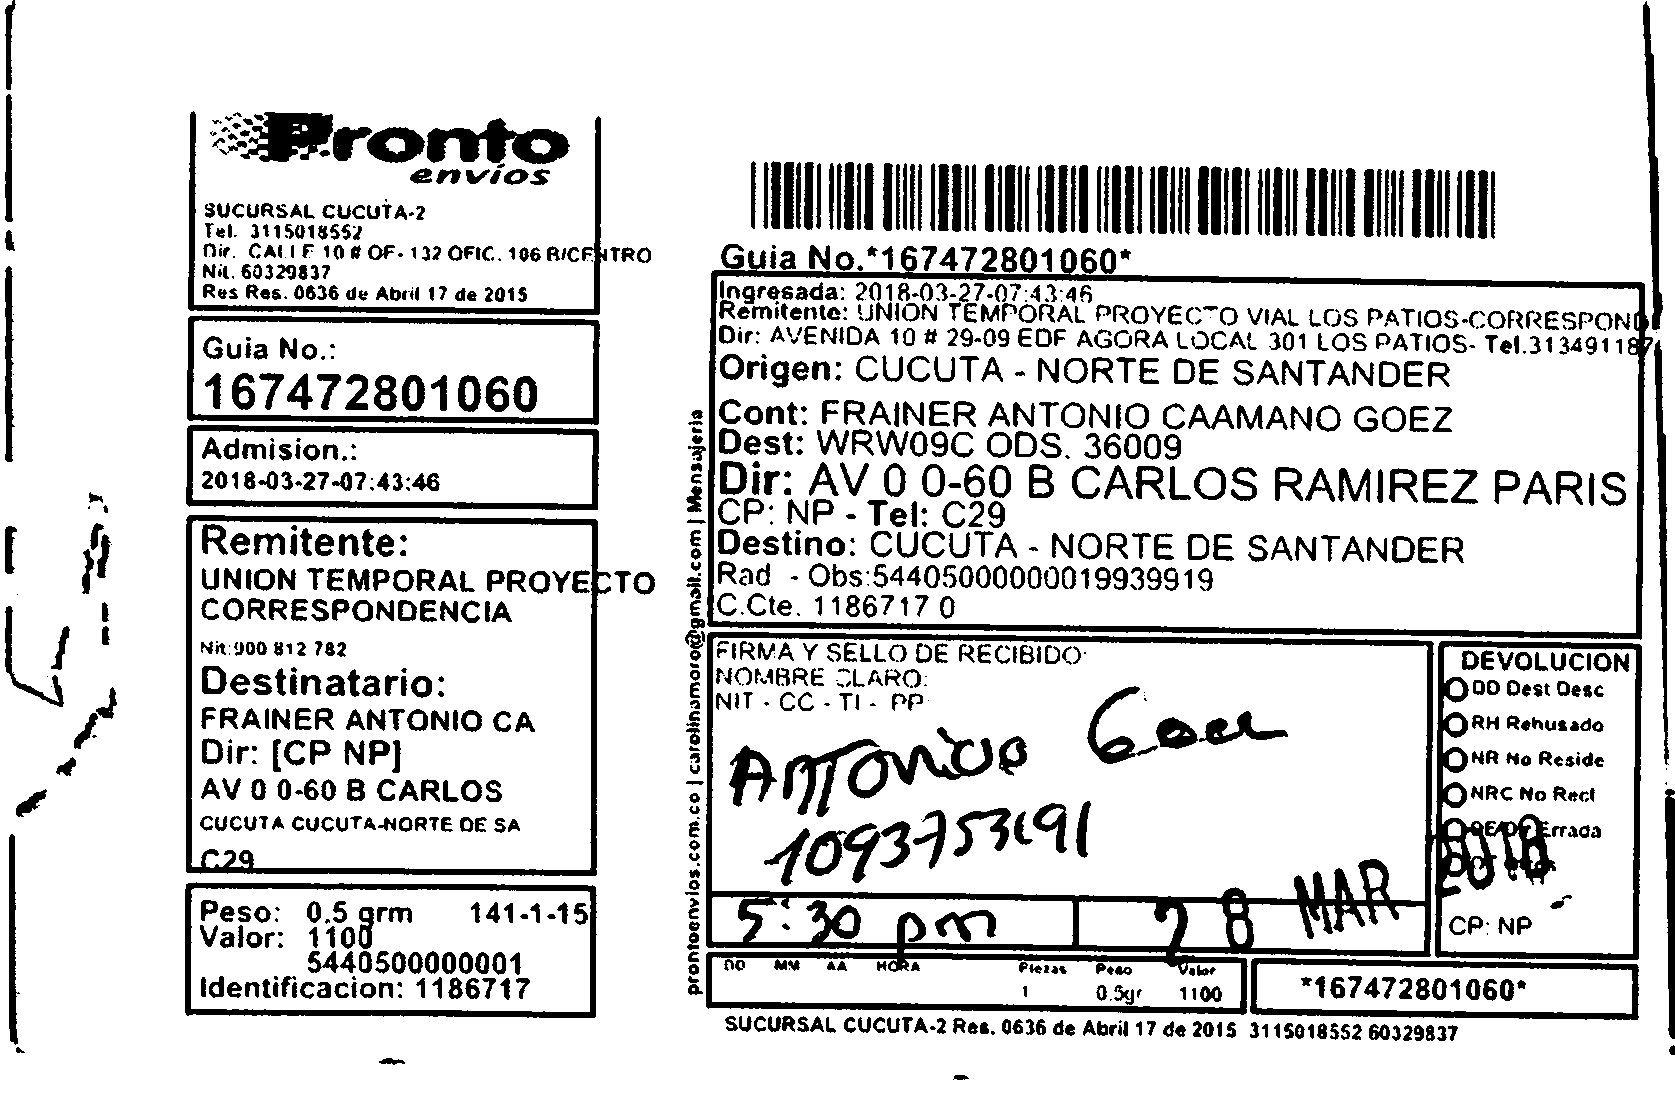 Pronto
envíos
SUCURSAL CUCUTA-2
Tel. 3115018552
Dir. CALLE 10 # OF- 132 OFIC. 106 B/CENTRO
Nit. 60329837
Res Res. 0636 de Abril 17 de 2015
Guia No.:
167472801060
Admision.:
2018-03-27-07:43:46
Remitente:
UNION TEMPORAL PROYECTO
CORRESPONDENCIA
Nit:900 812 782
Destinatario:
FRAINER ANTONIO CA
Dir: [CP NP]
AV 0 0-60 B CARLOS
CUCUTA CUCUTA-NORTE DE SA
C29
Peso: 0.5 grm 141-1-15
Valor: 1100
5440500000001
Identificacion: 1186717
prontoenvios.com.co | carolinamoro@gmail.com | Mensajeria
Guia No.*167472801060*
Ingresada: 2018-03-27-07:43:46
Remitente: UNION TEMPORAL PROYECTO VIAL LOS PATIOS-CORRESPOND
Dir: AVENIDA 10 # 29-09 EDF AGORA LOCAL 301 LOS PATIOS- Tel.313491187
Origen: CUCUTA - NORTE DE SANTANDER
Cont: FRAINER ANTONIO CAAMANO GOEZ
Dest: WRW09C ODS. 36009
Dir: AV 0 0-60 B CARLOS RAMIREZ PARIS
CP: NP - Tel: C29
Destino: CUCUTA - NORTE DE SANTANDER
Rad - Obs:54405000000019939919
C.Cte. 1186717 0
FIRMA Y SELLO DE RECIBIDO:
NOMBRE CLARO:
NIT - CC - TI - PP
ANTONIO Goez
1093753191
5:30 pm
28 MAR 2018
DEVOLUCION
DD Dest Desc
RH Rehusado
NR No Reside
NRC No Recl
Errada
CP: NP
DD MM AA HORA Piezas Peso Valor
1 0.5gr 1100
*167472801060*
SUCURSAL CUCUTA-2 Res. 0636 de Abril 17 de 2015 3115018552 60329837